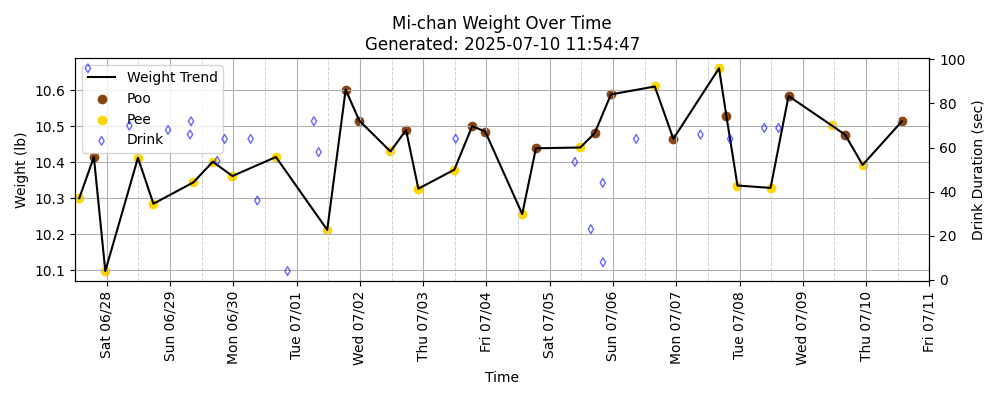 Mi-chan Weight Over Time
Generated: 2025-07-10 11:54:47
Weight (lb)
10.6
10.5
10.4
10.3
10.2
10.1
Weight Trend
Poo
Pee
Drink
100
80
60
40
20
0
Drink Duration (sec)
Sat 06/28
Sun 06/29
Mon 06/30
Tue 07/01
Wed 07/02
Thu 07/03
Fri 07/04
Sat 07/05
Sun 07/06
Mon 07/07
Tue 07/08
Wed 07/09
Thu 07/10
Fri 07/11
Time